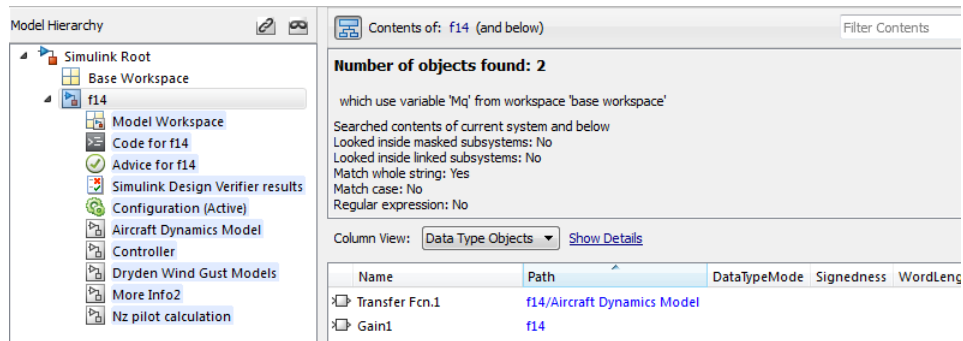 Model Hierarchy
Contents of: f14 (and below)
Filter Contents
Simulink Root
Base Workspace
f14
Model Workspace
Code for f14
Advice for f14
Simulink Design Verifier results
Configuration (Active)
Aircraft Dynamics Model
Controller
Dryden Wind Gust Models
More Info2
Nz pilot calculation
Number of objects found: 2
which use variable 'Mq' from workspace 'base workspace'
Searched contents of current system and below
Looked inside masked subsystems: No
Looked inside linked subsystems: No
Match whole string: Yes
Match case: No
Regular expression: No
Column View: Data Type Objects Show Details
Name Path DataTypeMode Signedness WordLeng
Transfer Fcn.1 f14/Aircraft Dynamics Model
Gain1 f14